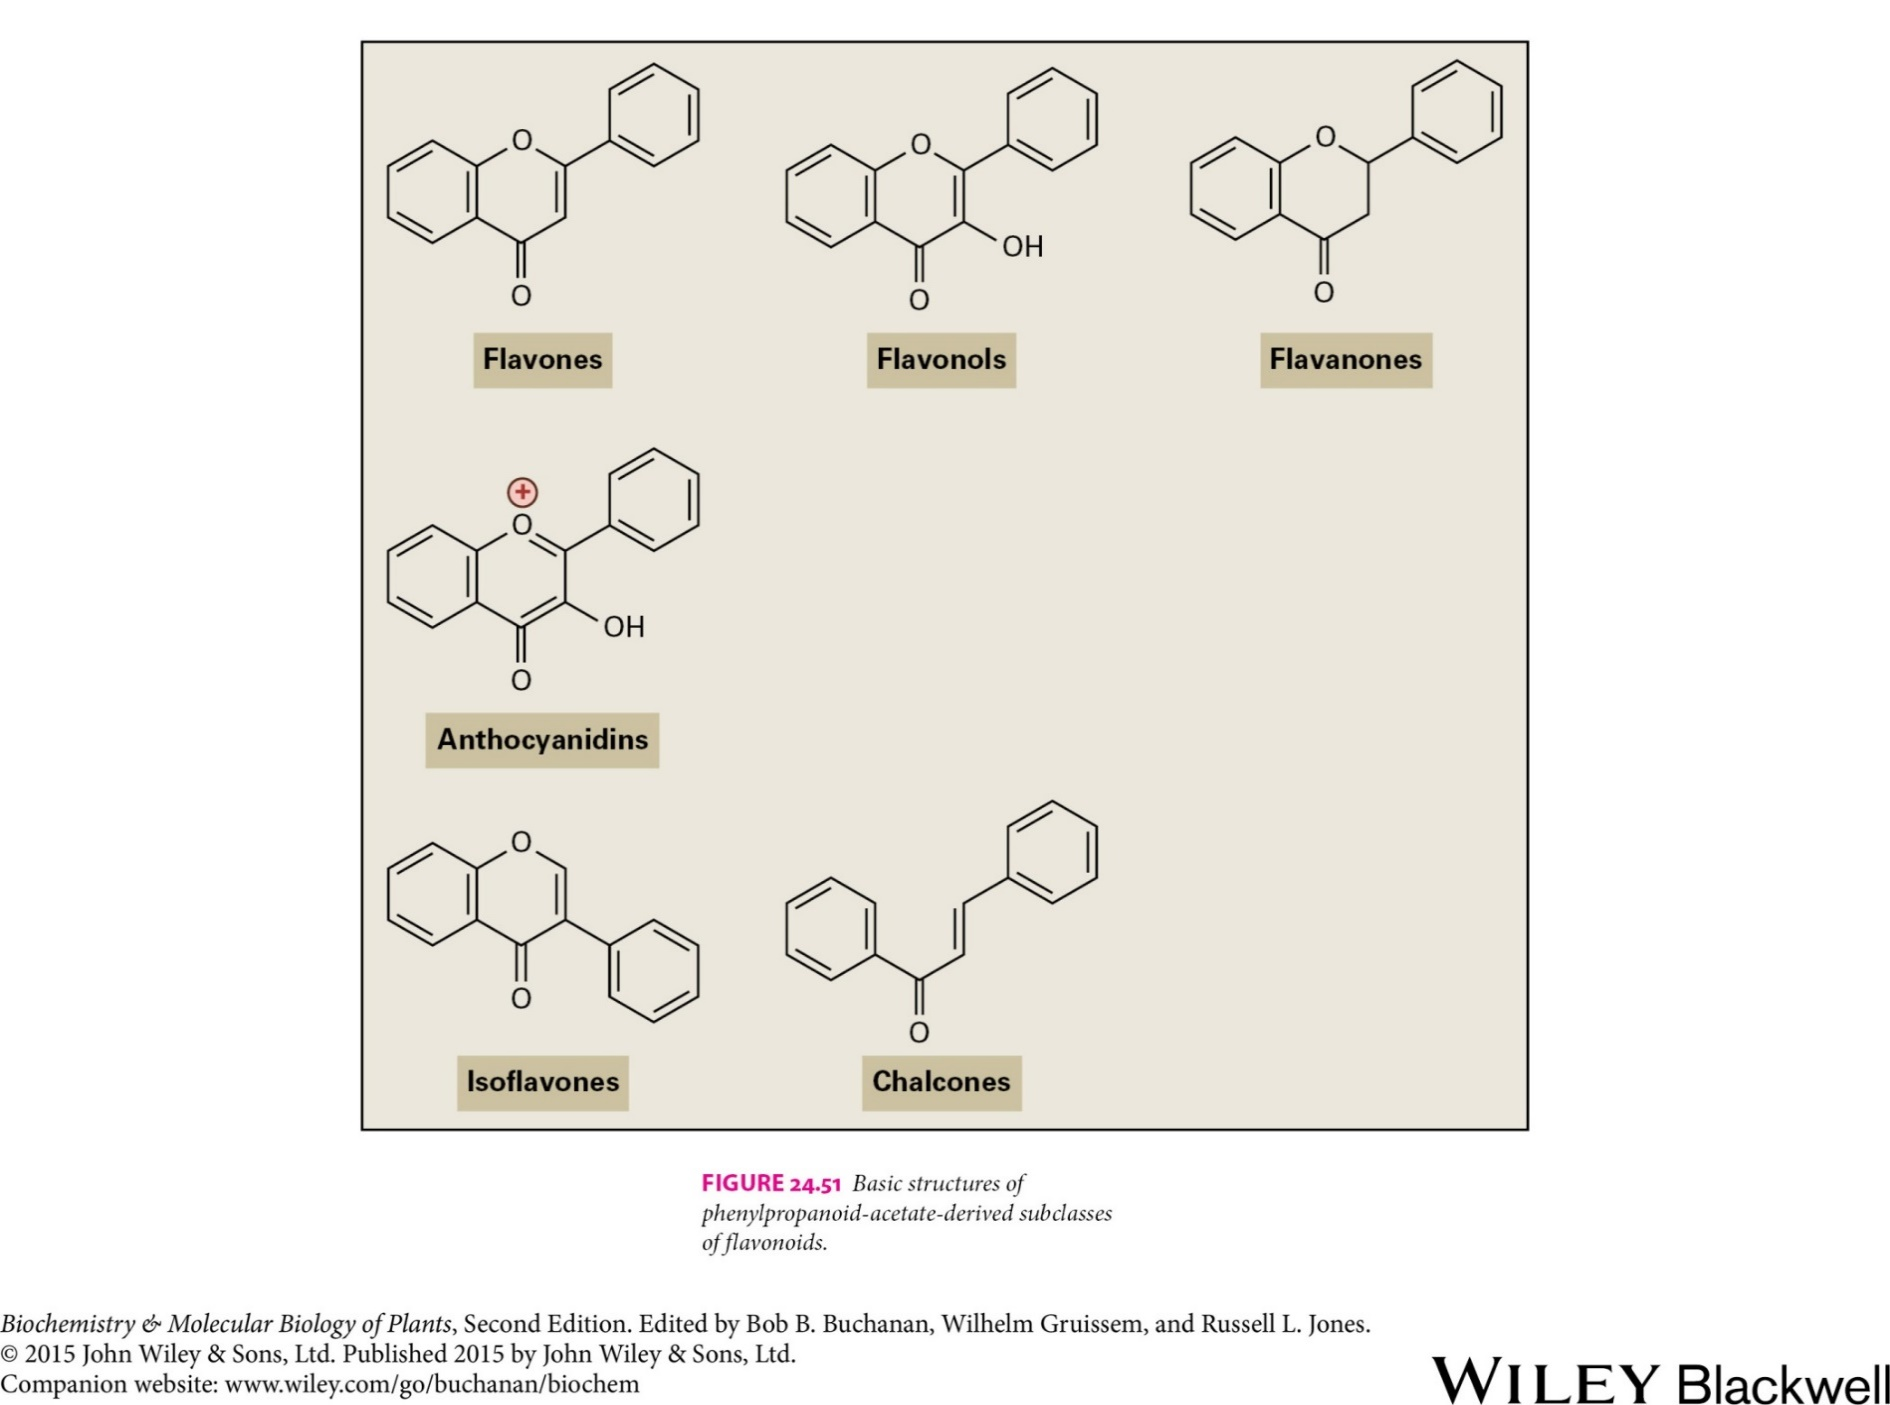 O
O
Flavones
O
OH
O
Flavonols
O
O
Flavanones
+
O
OH
O
Anthocyanidins
O
O
Isoflavones
O
Chalcones
FIGURE 24.51 Basic structures of
phenylpropanoid-acetate-derived subclasses
of flavonoids.
Biochemistry & Molecular Biology of Plants, Second Edition. Edited by Bob B. Buchanan, Wilhelm Gruissem, and Russell L. Jones.
© 2015 John Wiley & Sons, Ltd. Published 2015 by John Wiley & Sons, Ltd.
Companion website: www.wiley.com/go/buchanan/biochem
WILEY Blackwell